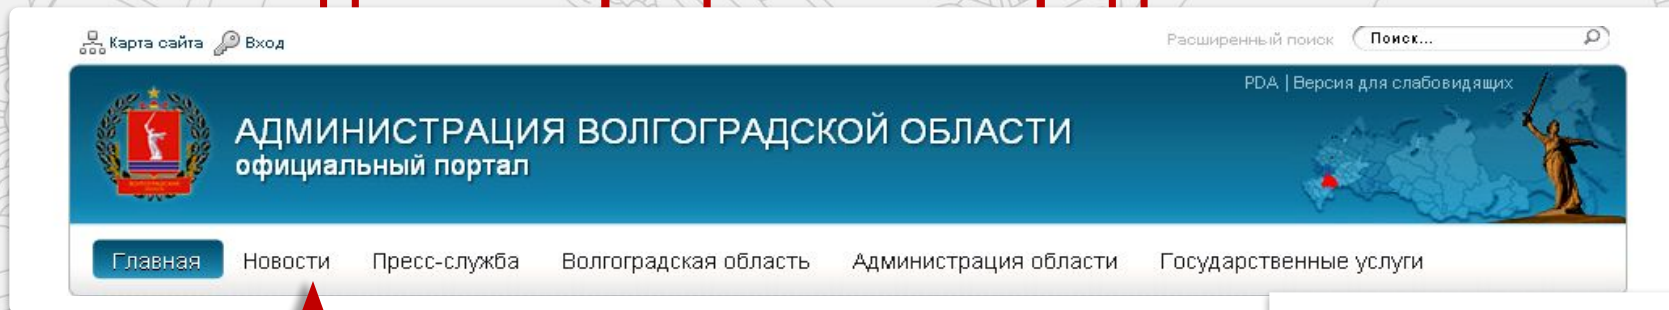 Карта сайта Вход Расширенный поиск Поиск...
PDA | Версия для слабовидящих
АДМИНИСТРАЦИЯ ВОЛГОГРАДСКОЙ ОБЛАСТИ
официальный портал
Главная Новости Пресс-служба Волгоградская область Администрация области Государственные услуги